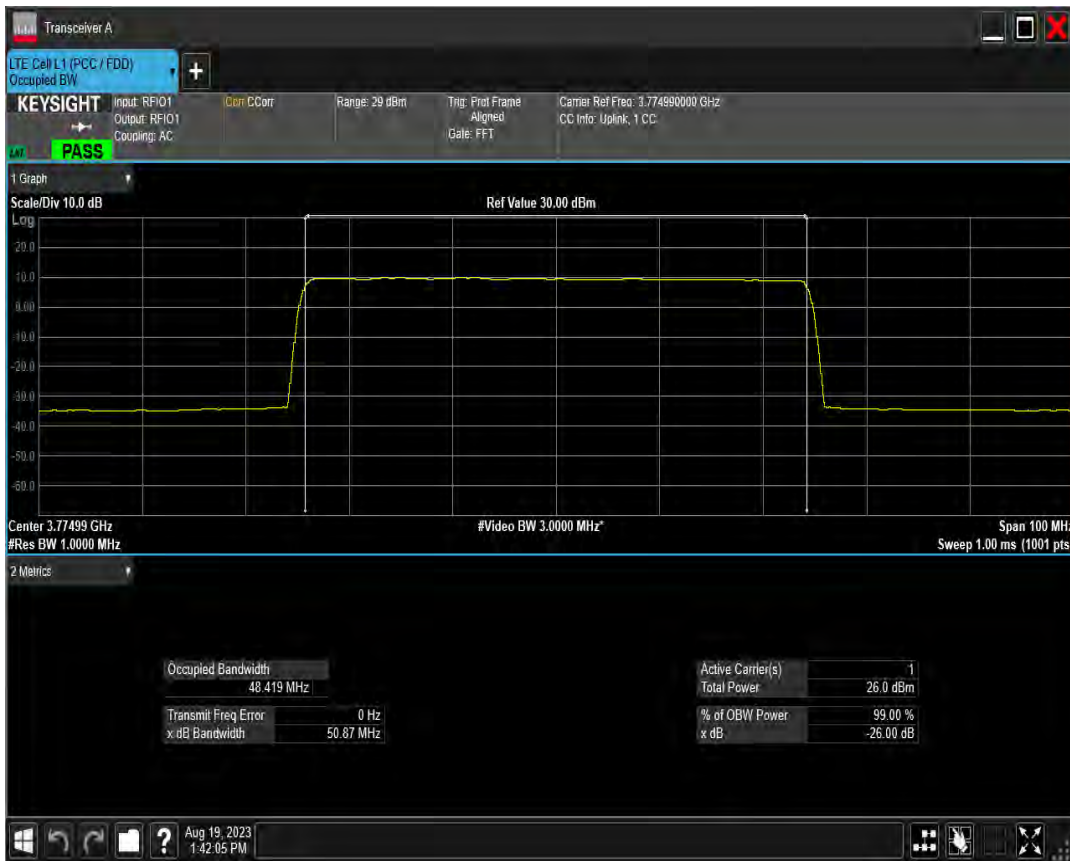 Transceiver A
LTE Cell L1 (PCC / FDD)
Occupied BW
+
KEYSIGHT
PASS
Input: RFIO1
Output: RFIO1
Coupling: AC
Corr CCorr
Range: 29 dBm
Trig: Prot Frame
Aligned
Gate: FFT
Carrier Ref Freq: 3.774990000 GHz
CC Info: Uplink, 1 CC
1 Graph
Scale/Div 10.0 dB
Ref Value 30.00 dBm
Log
20.0
10.0
0.00
-10.0
-20.0
-30.0
-40.0
-50.0
-60.0
Center 3.77499 GHz
#Video BW 3.0000 MHz*
Span 100 MHz
#Res BW 1.0000 MHz
Sweep 1.00 ms (1001 pts
2 Metrics
Occupied Bandwidth
48.419 MHz
Transmit Freq Error 0 Hz
x dB Bandwidth 50.87 MHz
Active Carrier(s) 1
Total Power 26.0 dBm
% of OBW Power 99.00 %
x dB -26.00 dB
?
Aug 19, 2023
1:42:05 PM